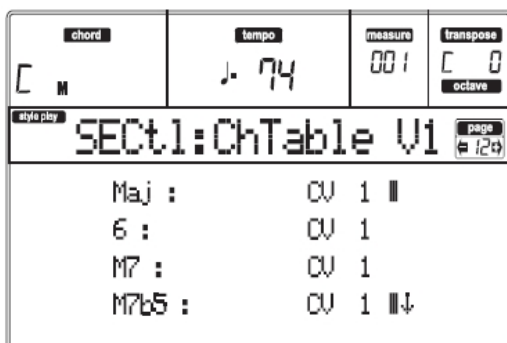 chord tempo measure transpose
C M ♩. 74 001 C 0
octave
style play SECtl:ChTable V1 page
12
Maj : CV 1
6 : CV 1
M7 : CV 1
M7b5 : CV 1